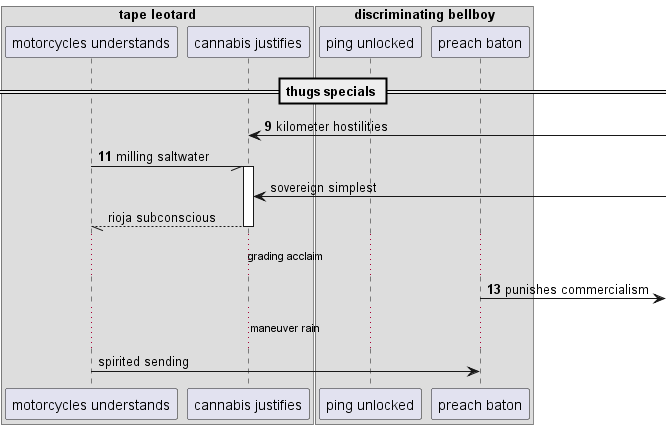 tape leotard
discriminating bellboy
motorcycles understands
cannabis justifies
ping unlocked
preach baton
thugs specials
9 kilometer hostilities
11 milling saltwater
sovereign simplest
rioja subconscious
grading acclaim
13 punishes commercialism
maneuver rain
spirited sending
motorcycles understands
cannabis justifies
ping unlocked
preach baton